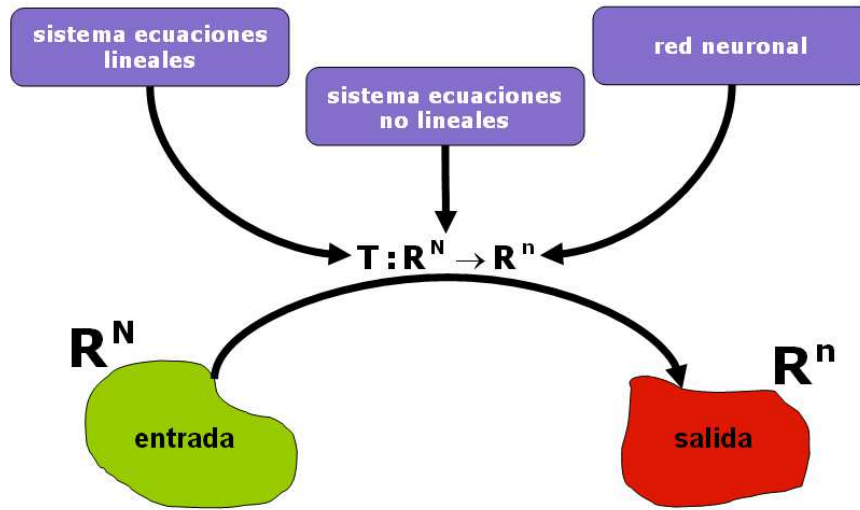 sistema ecuaciones
lineales
sistema ecuaciones
no lineales
red neuronal
T : R^N → R^n
R^N
entrada
R^n
salida